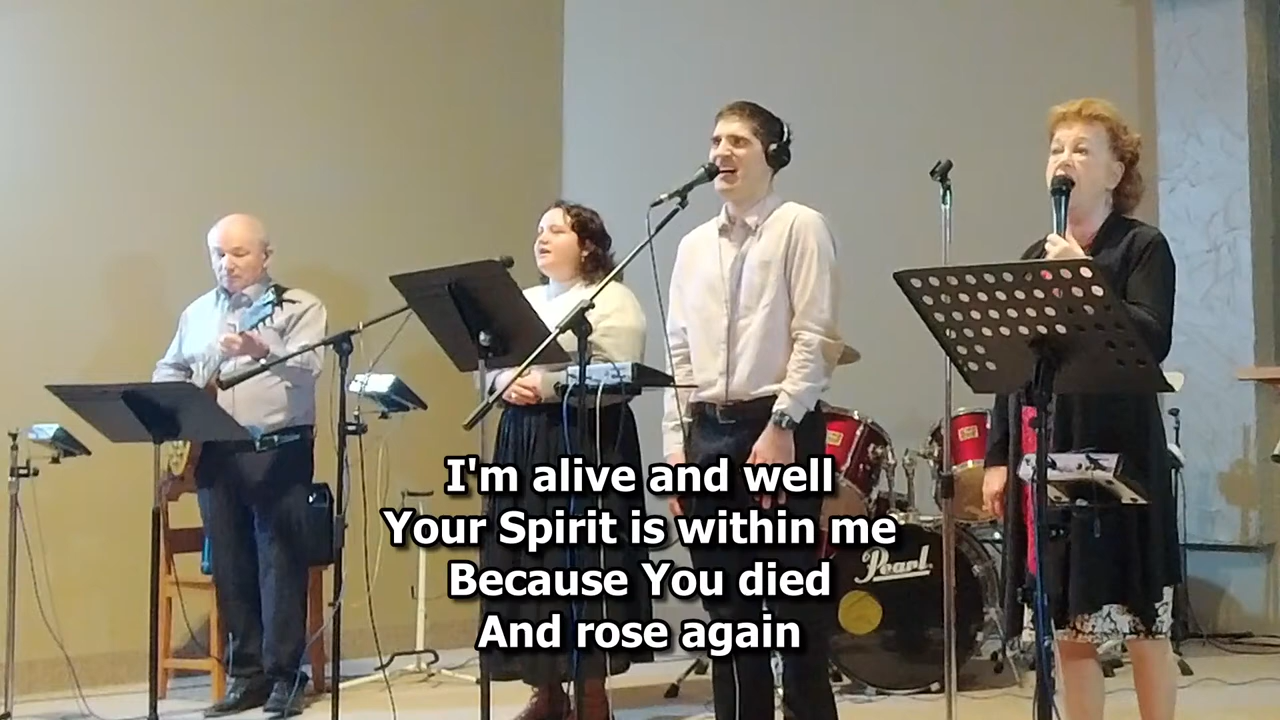 I'm alive and well
Your Spirit is within me
Because You died
And rose again
Pearl